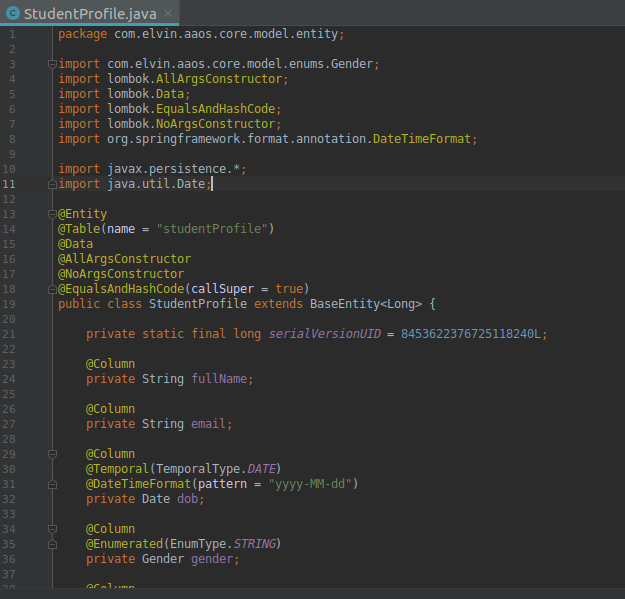 StudentProfile.java
1 package com.elvin.aaos.core.model.entity;
2
3 import com.elvin.aaos.core.model.enums.Gender;
4 import lombok.AllArgsConstructor;
5 import lombok.Data;
6 import lombok.EqualsAndHashCode;
7 import lombok.NoArgsConstructor;
8 import org.springframework.format.annotation.DateTimeFormat;
9
10 import javax.persistence.*;
11 import java.util.Date;
12
13 @Entity
14 @Table(name = "studentProfile")
15 @Data
16 @AllArgsConstructor
17 @NoArgsConstructor
18 @EqualsAndHashCode(callSuper = true)
19 public class StudentProfile extends BaseEntity<Long> {
20
21 private static final long serialVersionUID = 8453622376725118240L;
22
23 @Column
24 private String fullName;
25
26 @Column
27 private String email;
28
29 @Column
30 @Temporal(TemporalType.DATE)
31 @DateTimeFormat(pattern = "yyyy-MM-dd")
32 private Date dob;
33
34 @Column
35 @Enumerated(EnumType.STRING)
36 private Gender gender;
37
38 @Column